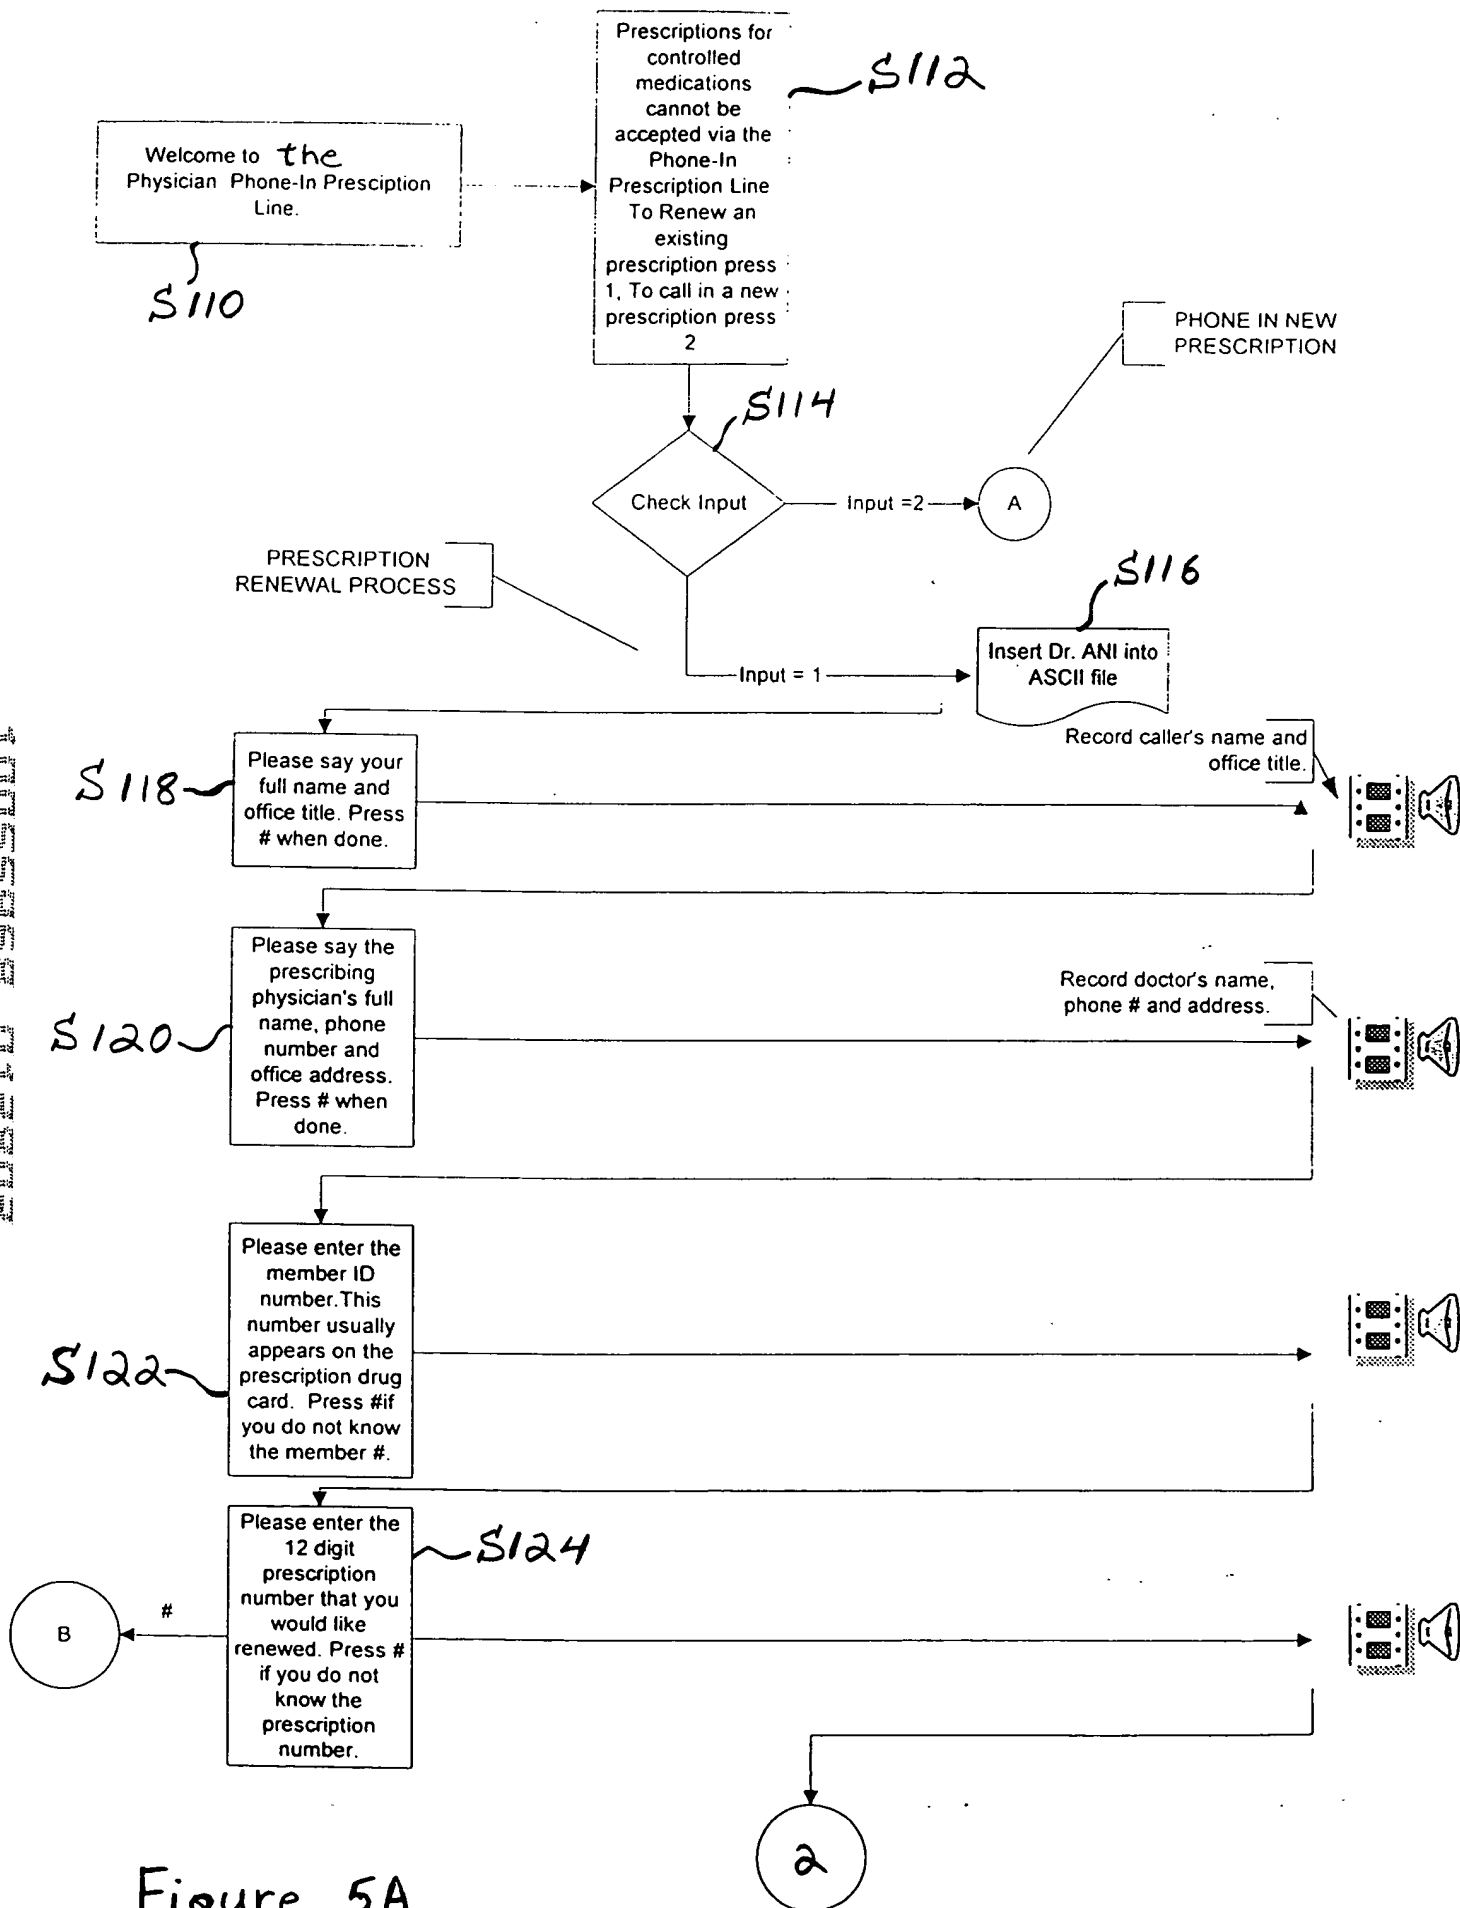 Prescriptions for
controlled
medications
cannot be
accepted via the
Phone-In
Prescription Line
To Renew an
existing
prescription press
1, To call in a new
prescription press
2
S112
Welcome to the
Physician Phone-In Presciption
Line.
S110
PHONE IN NEW
PRESCRIPTION
S114
Check Input
Input =2
A
PRESCRIPTION
RENEWAL PROCESS
S116
Input = 1
Insert Dr. ANI into
ASCII file
Record caller's name and
office title.
S118
Please say your
full name and
office title. Press
# when done.
S120
Please say the
prescribing
physician's full
name, phone
number and
office address.
Press # when
done.
Record doctor's name,
phone # and address.
S122
Please enter the
member ID
number.This
number usually
appears on the
prescription drug
card. Press #if
you do not know
the member #.
S124
Please enter the
12 digit
prescription
number that you
would like
renewed. Press #
if you do not
know the
prescription
number.
#
B
2
Figure 5A